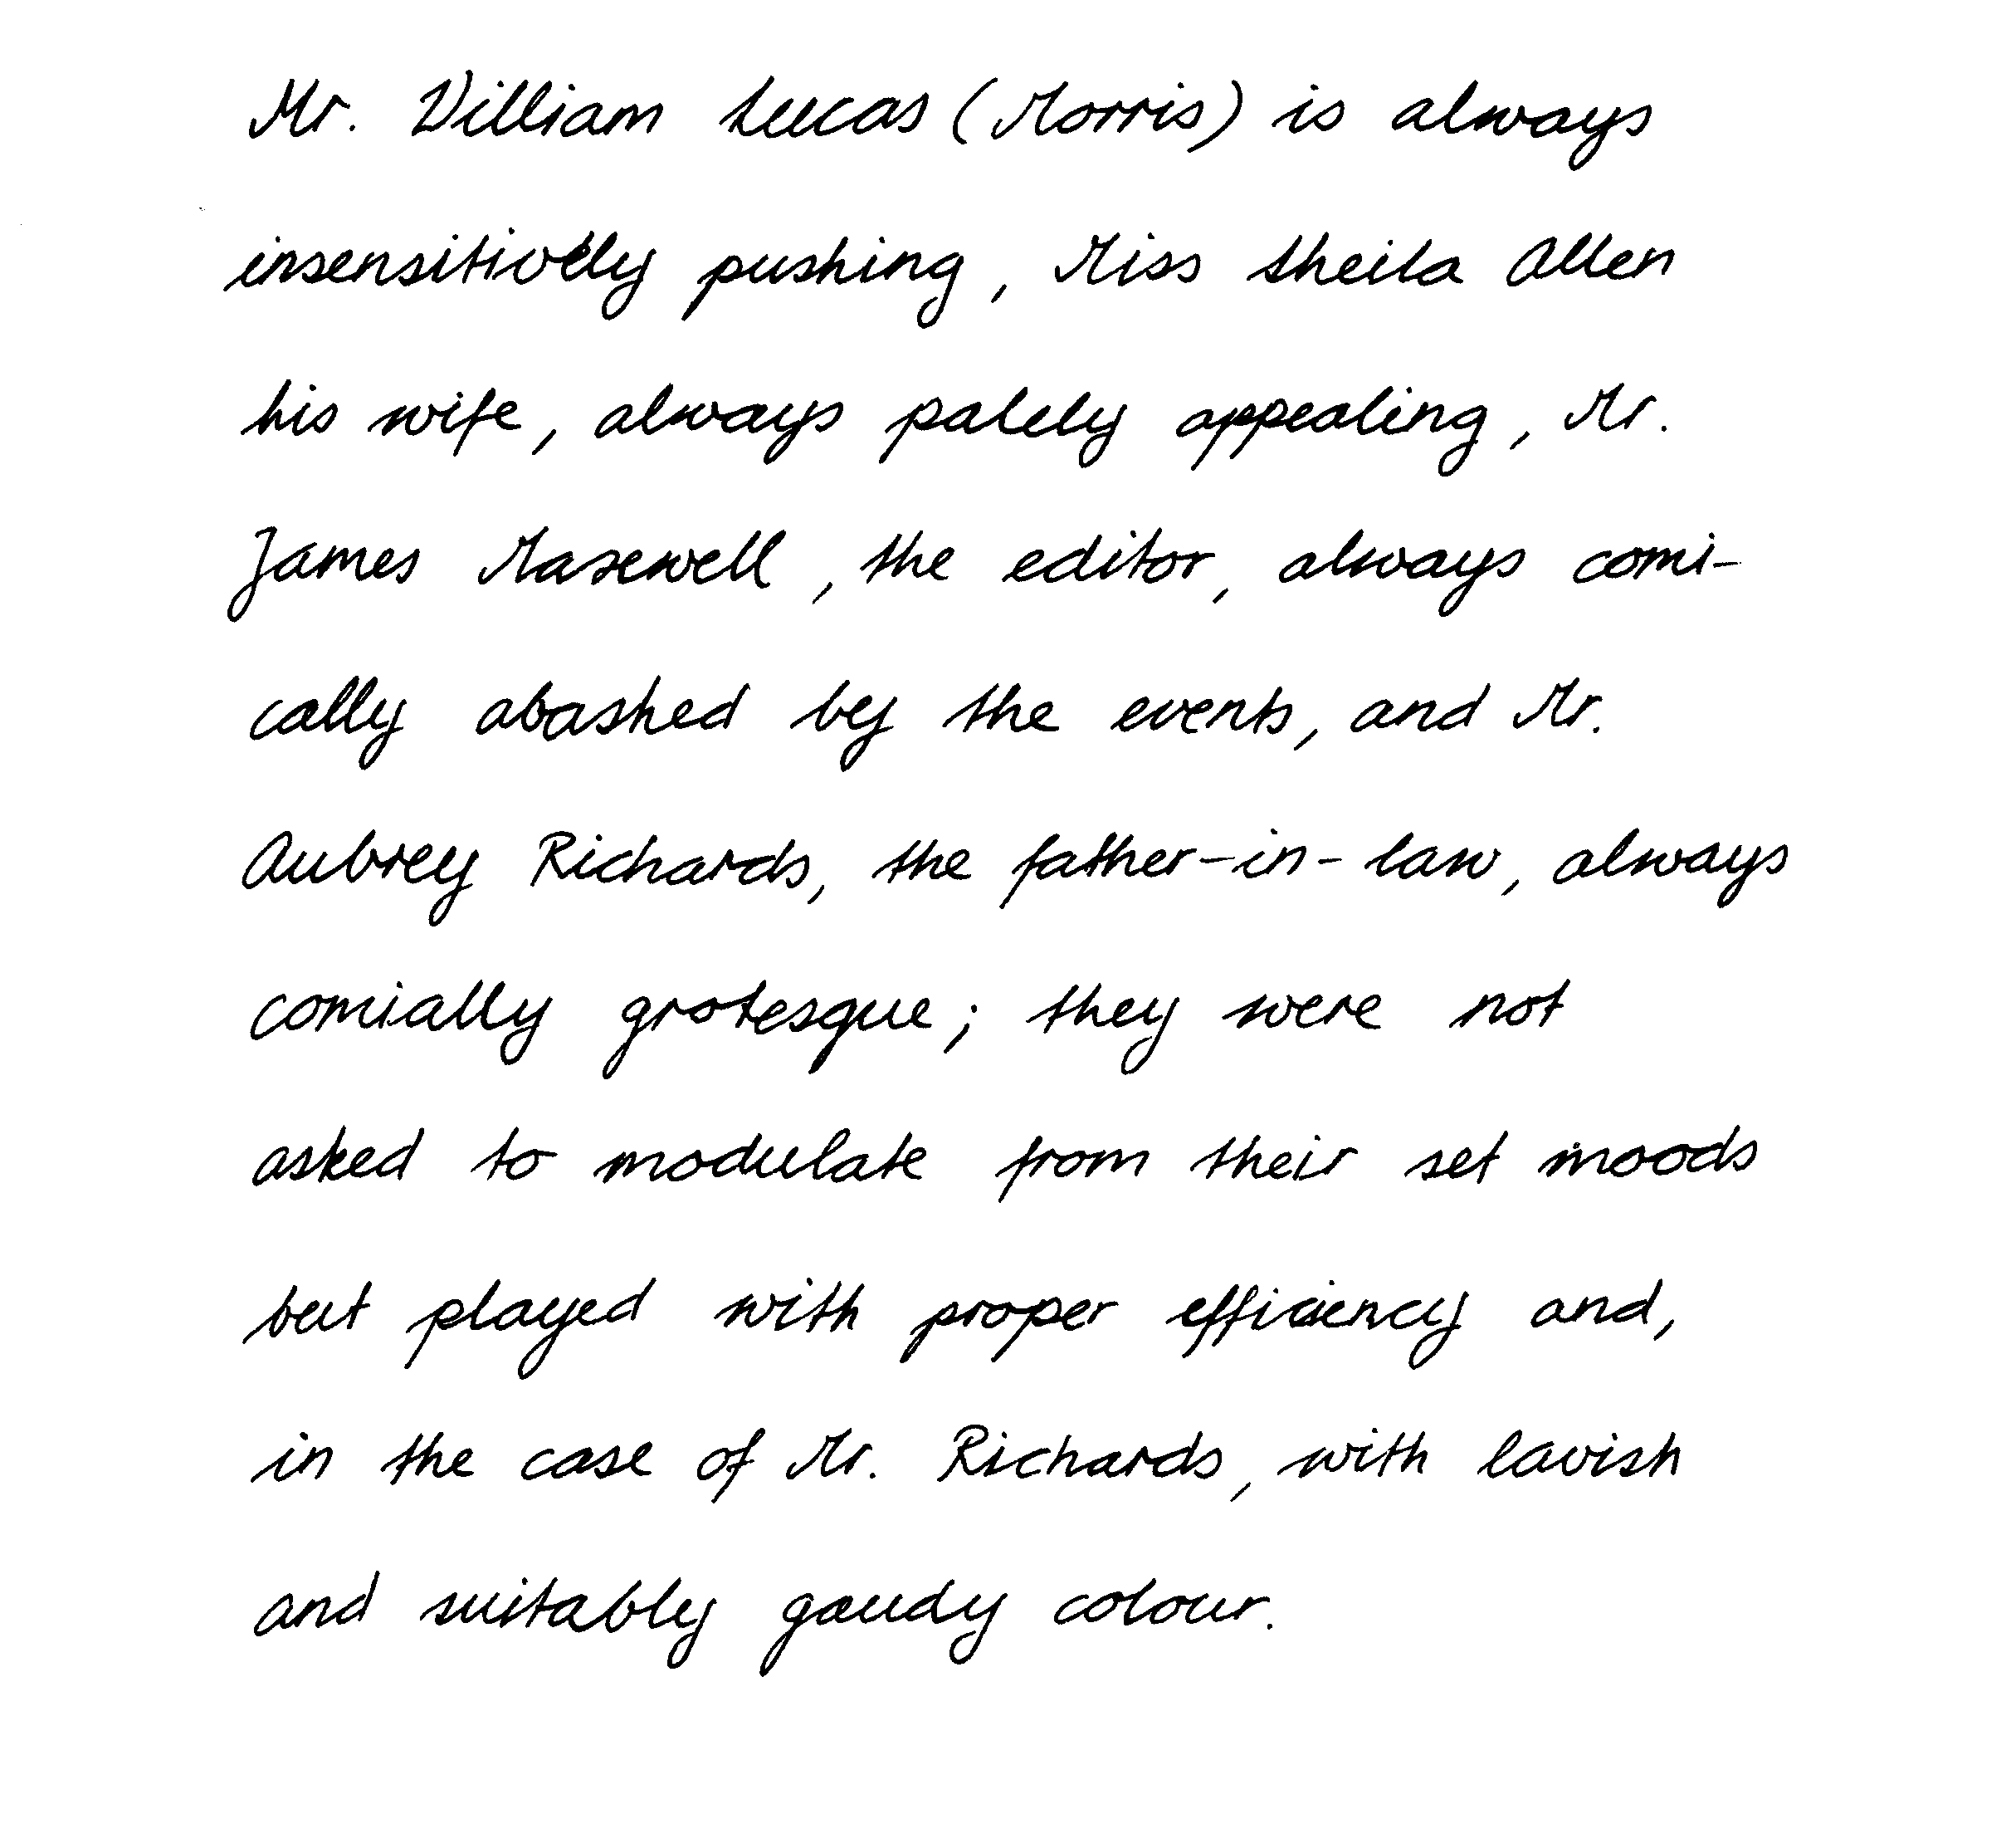 Mr. William Lucas (Morris) is always
insensitively pushing, Miss Sheila Allen
his wife, always palely appealing, Mr.
James Maxwell, the editor, always comi-
cally abashed by the events, and Mr.
Aubrey Richards, the father-in-law, always
comially grotesque; they were not
asked to modulate from their set moods
but played with proper efficiency and,
in the case of Mr. Richards, with lavish
and suitably gaudy colour.